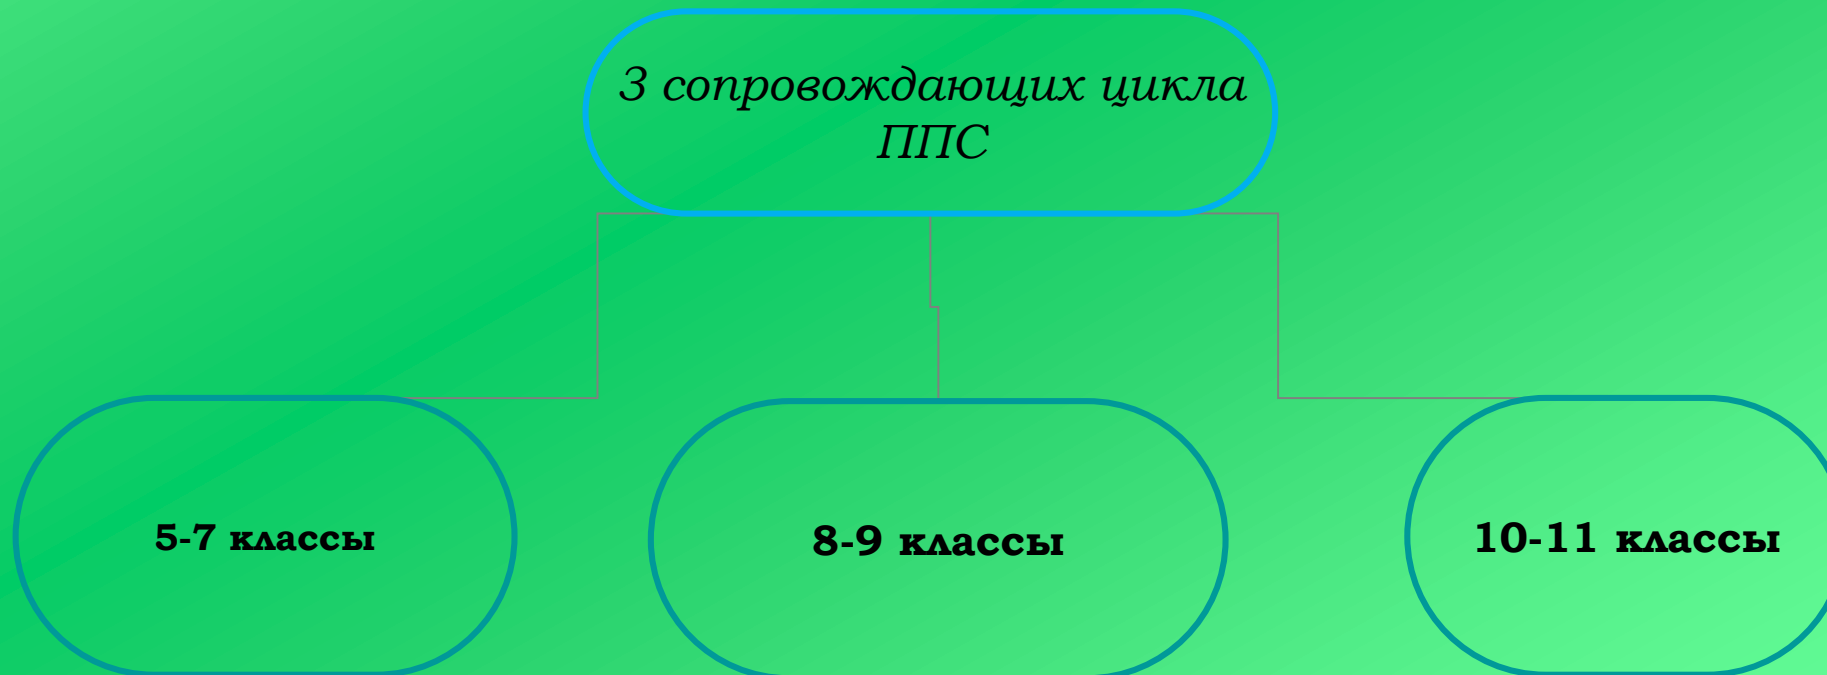 3 сопровождающих цикла
ППС
5-7 классы
8-9 классы
10-11 классы